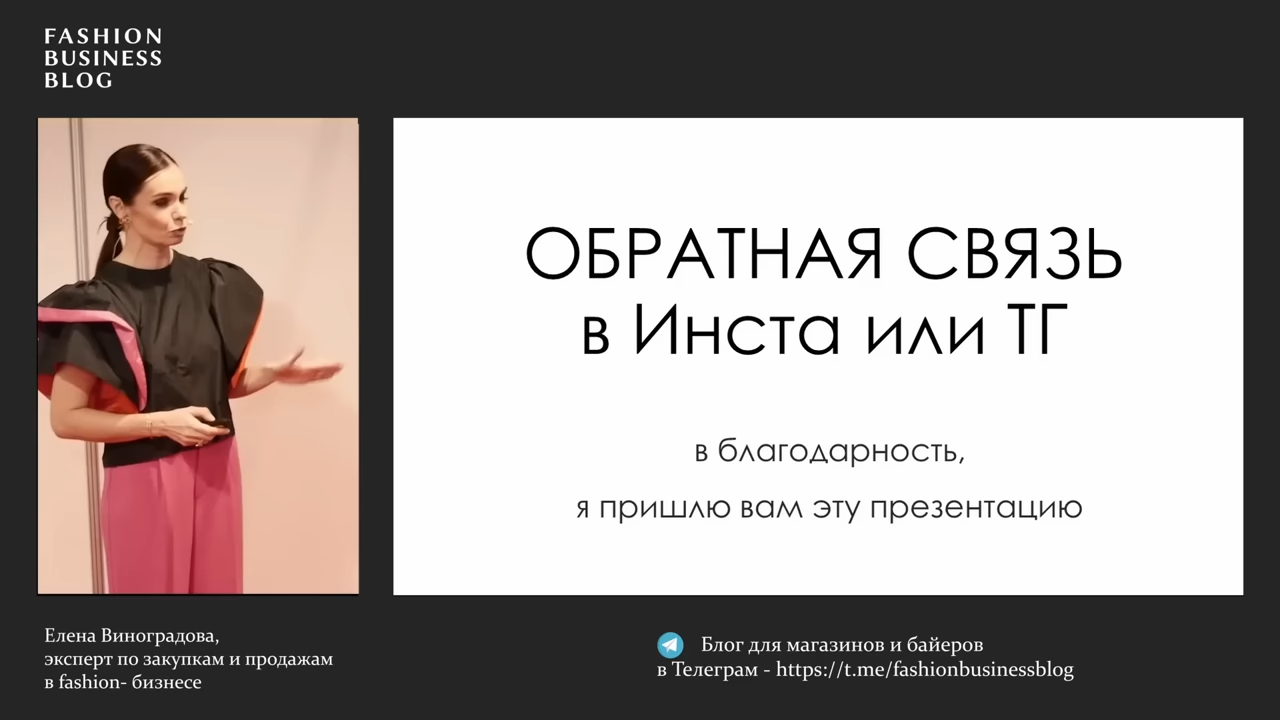 FASHION
BUSINESS
BLOG
ОБРАТНАЯ СВЯЗЬ
в Инста или ТГ
в благодарность,
я пришлю вам эту презентацию
Елена Виноградова,
эксперт по закупкам и продажам
в fashion- бизнесе
Блог для магазинов и байеров
в Телеграм - https://t.me/fashionbusinessblog